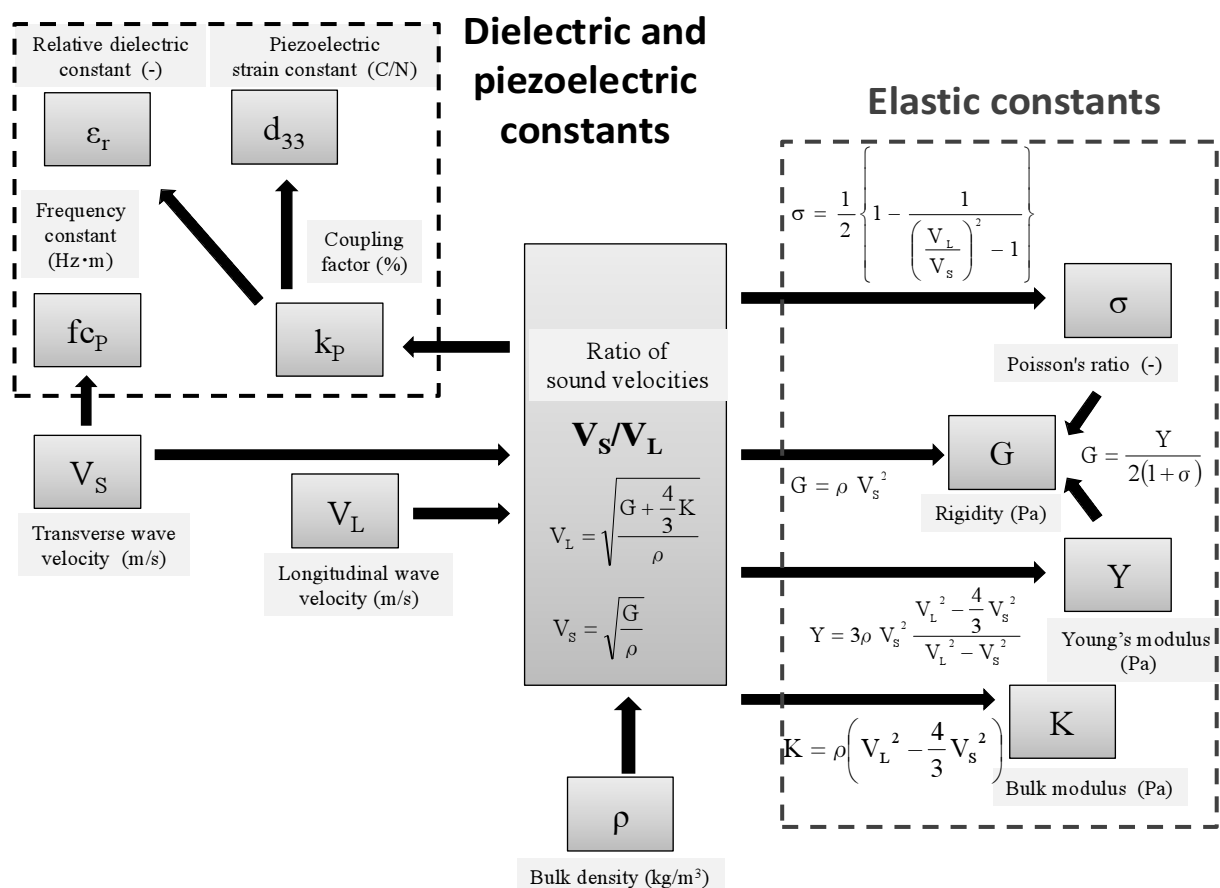 Dielectric and
piezoelectric
constants
Relative dielectric
constant (-)
Piezoelectric
strain constant (C/N)
εr
d33
Frequency
constant
(Hz·m)
Coupling
factor (%)
fcP
kP
VS
Transverse wave
velocity (m/s)
VL
Longitudinal wave
velocity (m/s)
Ratio of
sound velocities
VS/VL
VL = √((G + 4/3 K)/ρ)
VS = √(G/ρ)
ρ
Bulk density (kg/m³)
Elastic constants
σ = 1/2 {1 − 1/((VL/VS)² − 1)}
σ
Poisson's ratio (-)
G = ρ VS²
G
Rigidity (Pa)
G = Y/(2(1+σ))
Y
Y = 3ρ VS² (VL² − 4/3 VS²)/(VL² − VS²)
Young’s modulus
(Pa)
K
K = ρ(VL² − 4/3 VS²)
Bulk modulus (Pa)